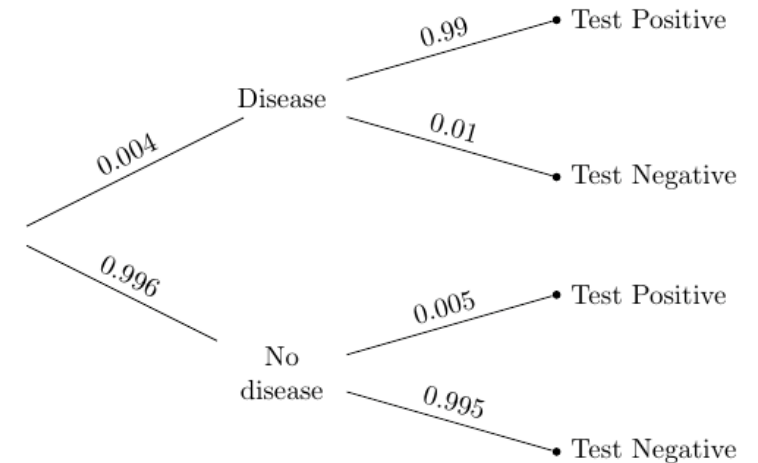 0.99
Test Positive
Disease
0.01
0.004
Test Negative
0.996
0.005
Test Positive
No
disease
0.995
Test Negative